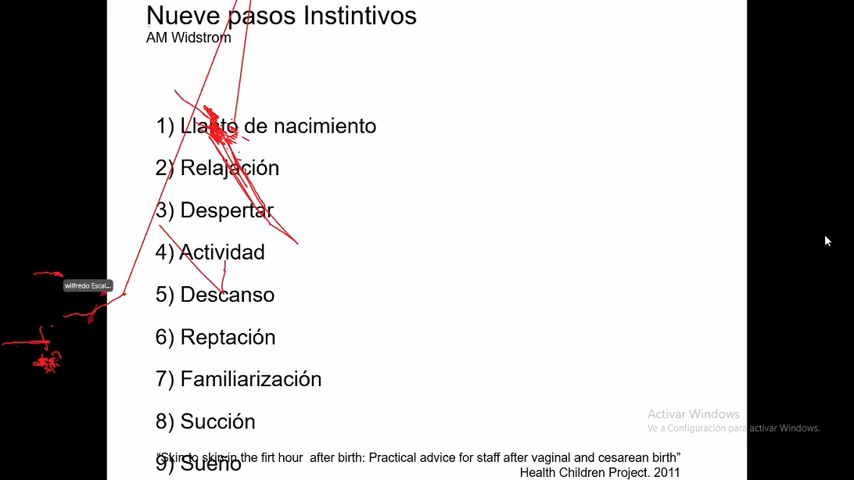 Nueve pasos Instintivos
AM Widstrom
1) Llanto de nacimiento
2) Relajación
3) Despertar
4) Actividad
wilfredo Escal...
5) Descanso
6) Reptación
7) Familiarización
8) Succión
Activar Windows
Ve a Configuración para activar Windows.
"Skin to skin in the firt hour after birth: Practical advice for staff after vaginal and cesarean birth"
9) Sueño
Health Children Project. 2011